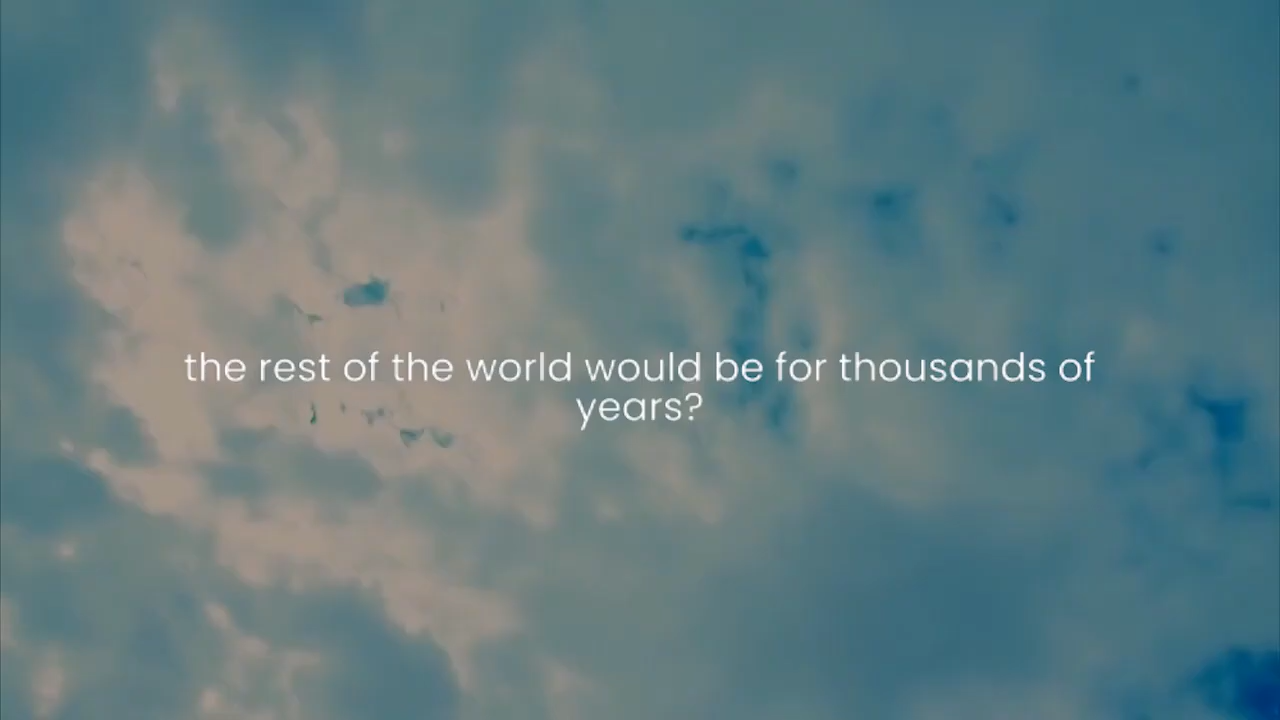 the rest of the world would be for thousands of
years?